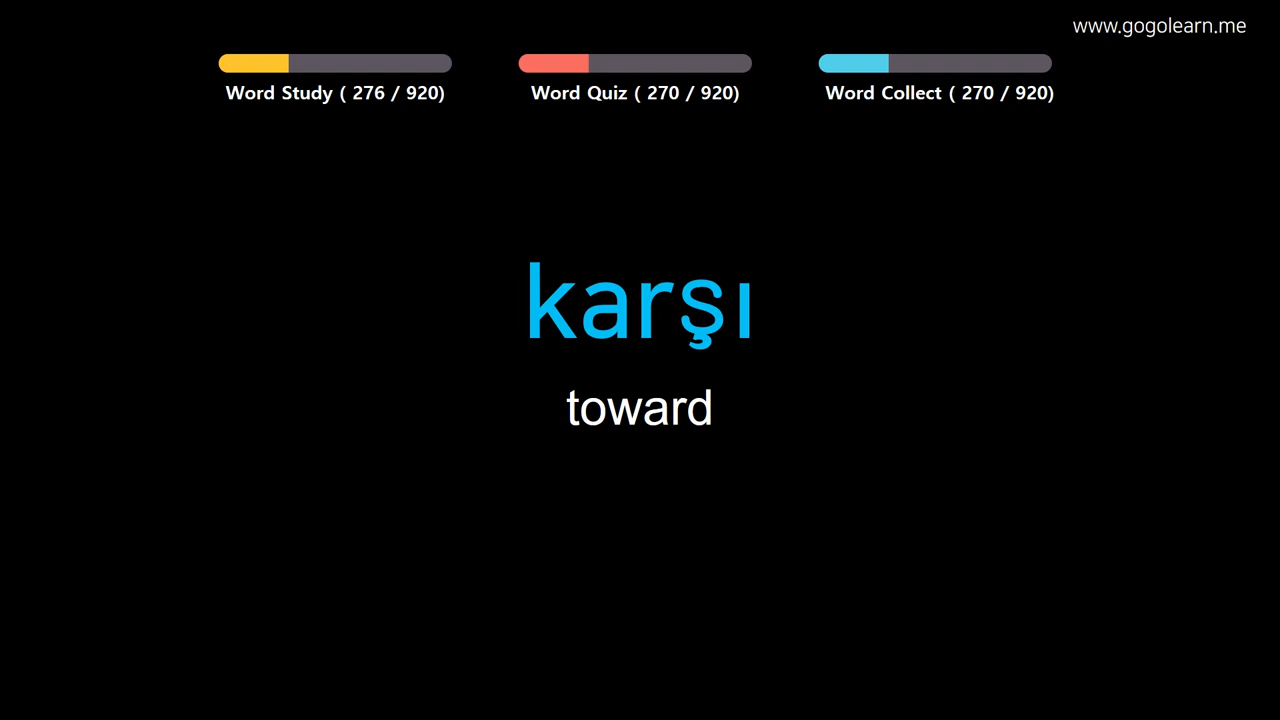 www.gogolearn.me
Word Study ( 276 / 920)
Word Quiz ( 270 / 920)
Word Collect ( 270 / 920)
karşı
toward